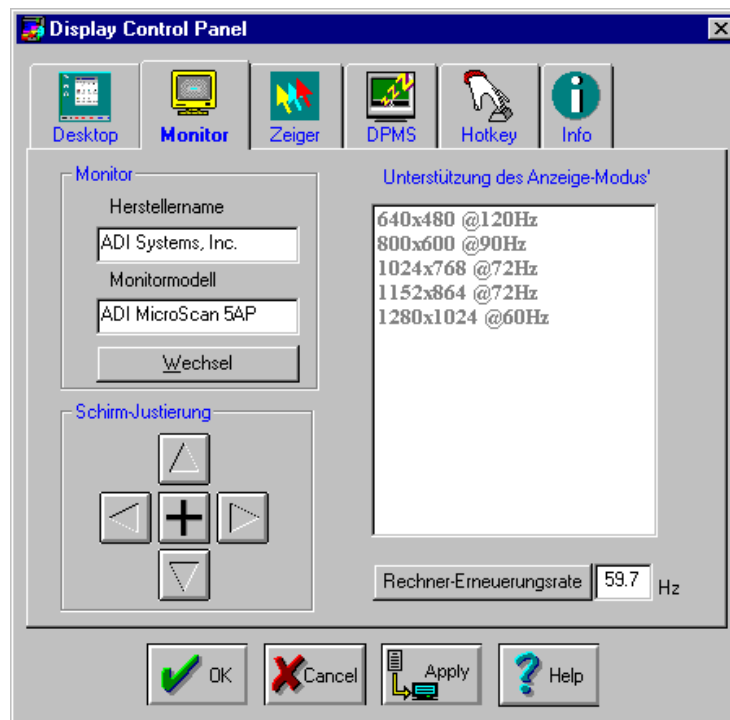 Display Control Panel
Desktop
Monitor
Zeiger
DPMS
Hotkey
Info
Monitor
Herstellername
ADI Systems, Inc.
Monitormodell
ADI MicroScan 5AP
Wechsel
Schirm-Justierung
Unterstützung des Anzeige-Modus'
640x480 @120Hz
800x600 @90Hz
1024x768 @72Hz
1152x864 @72Hz
1280x1024 @60Hz
Rechner-Erneuerungsrate 59.7 Hz
OK
Cancel
Apply
Help